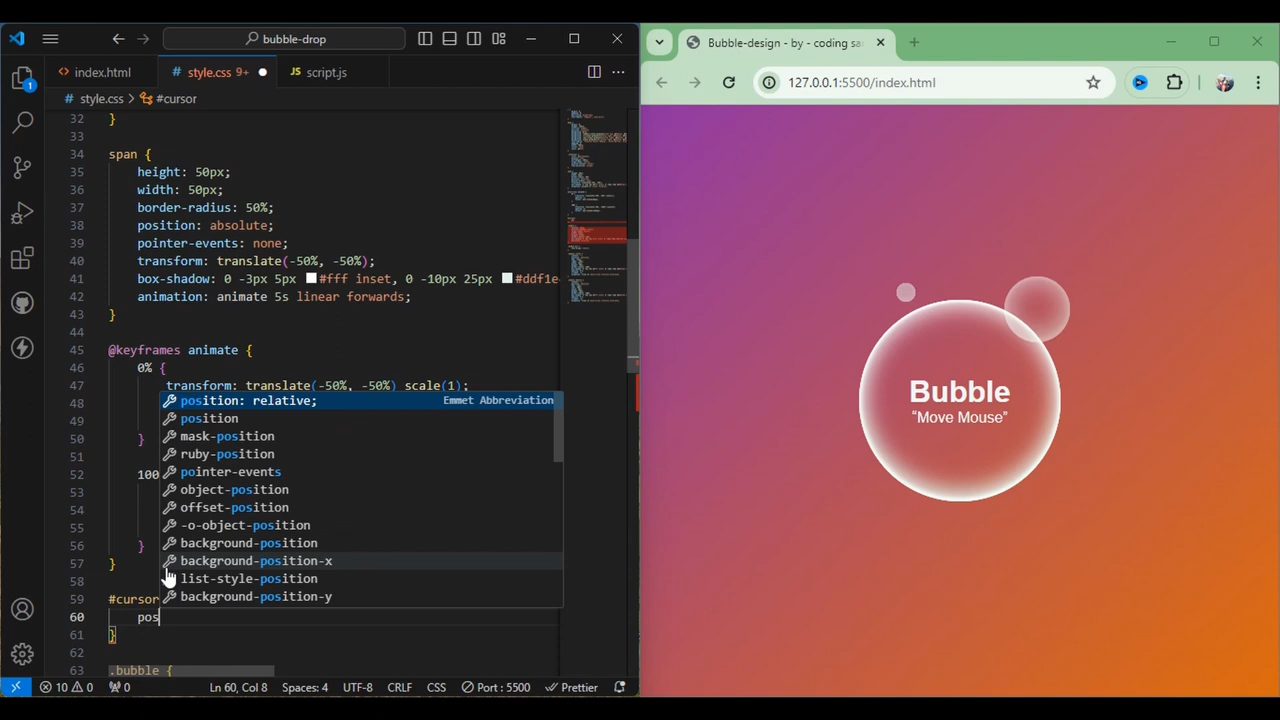 bubble-drop
index.html
style.css 9+
script.js
style.css > #cursor
32 }
33
34 span {
35 height: 50px;
36 width: 50px;
37 border-radius: 50%;
38 position: absolute;
39 pointer-events: none;
40 transform: translate(-50%, -50%);
41 box-shadow: 0 -3px 5px #fff inset, 0 -10px 25px #ddf1e
42 animation: animate 5s linear forwards;
43 }
44
45 @keyframes animate {
46 0% {
47 transform: translate(-50%, -50%) scale(1);
48
49
50 }
51
52 100
53
54
55
56 }
57 }
58
59 #cursor
60 pos
61 }
62
63 .bubble {
position: relative; Emmet Abbreviation
position
mask-position
ruby-position
pointer-events
object-position
offset-position
-o-object-position
background-position
background-position-x
list-style-position
background-position-y
1
10 0 0 Ln 60, Col 8 Spaces: 4 UTF-8 CRLF CSS Port : 5500 Prettier
Bubble-design - by - coding sa
127.0.0.1:5500/index.html
Bubble
“Move Mouse”